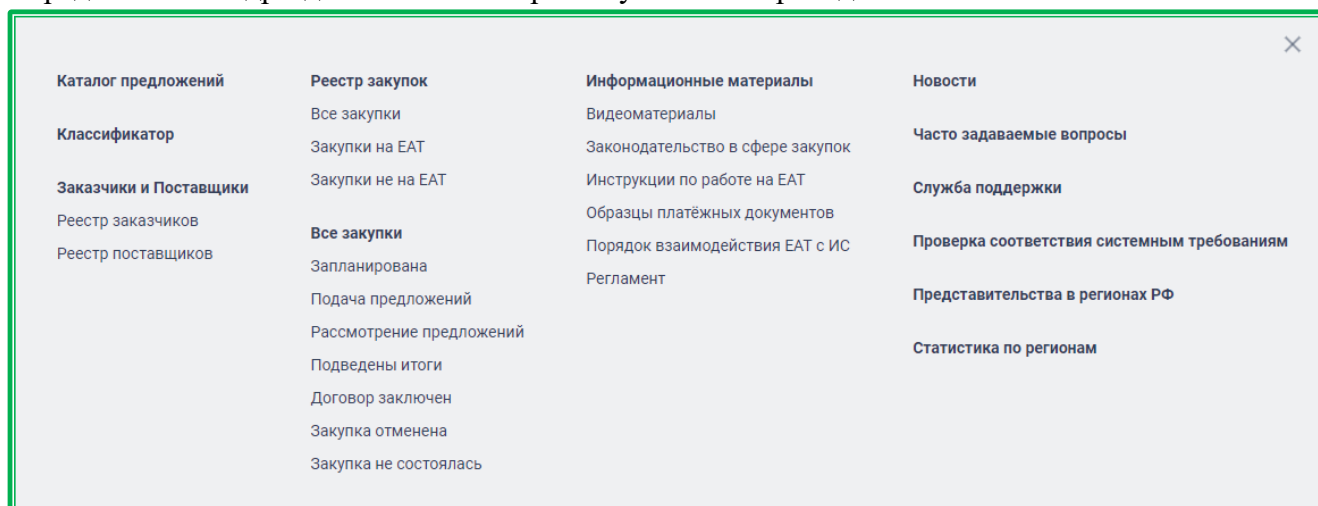 Каталог предложений
Классификатор
Заказчики и Поставщики
Реестр заказчиков
Реестр поставщиков
Реестр закупок
Все закупки
Закупки на ЕАТ
Закупки не на ЕАТ
Все закупки
Запланирована
Подача предложений
Рассмотрение предложений
Подведены итоги
Договор заключен
Закупка отменена
Закупка не состоялась
Информационные материалы
Видеоматериалы
Законодательство в сфере закупок
Инструкции по работе на ЕАТ
Образцы платёжных документов
Порядок взаимодействия ЕАТ с ИС
Регламент
Новости
Часто задаваемые вопросы
Служба поддержки
Проверка соответствия системным требованиям
Представительства в регионах РФ
Статистика по регионам